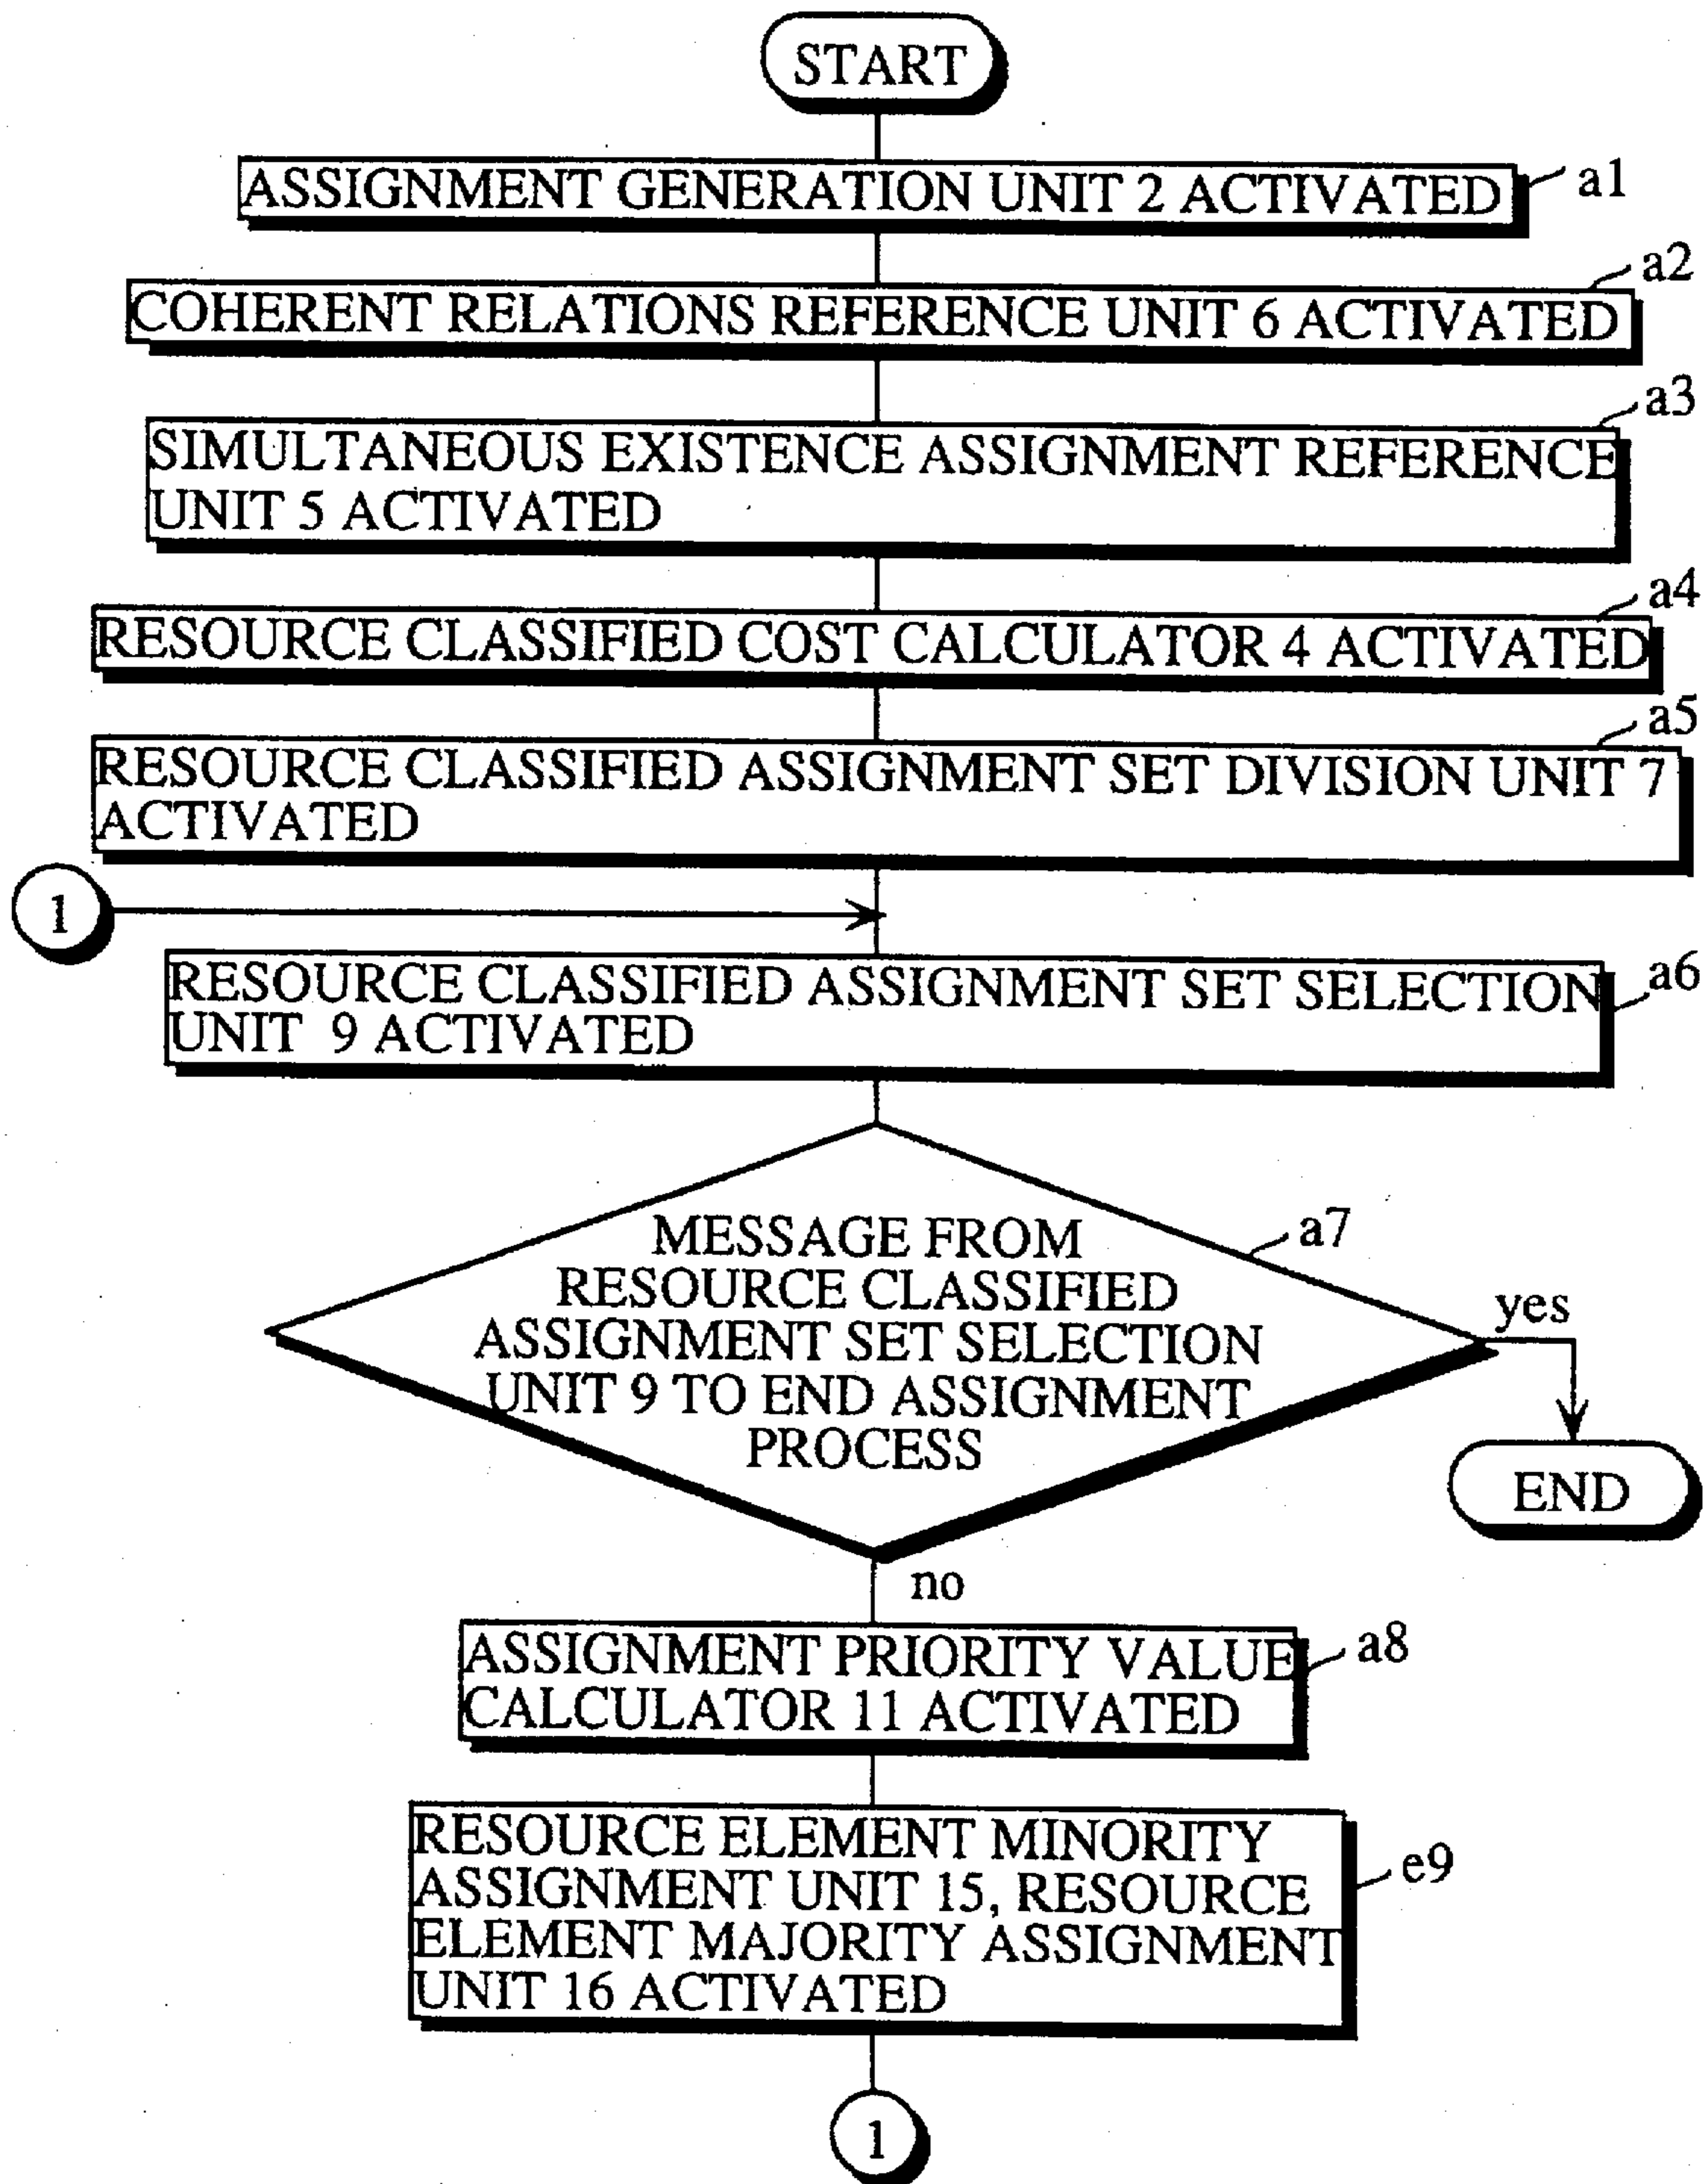 START
ASSIGNMENT GENERATION UNIT 2 ACTIVATED
a1
a2
COHERENT RELATIONS REFERENCE UNIT 6 ACTIVATED
a3
SIMULTANEOUS EXISTENCE ASSIGNMENT REFERENCE
UNIT 5 ACTIVATED
a4
RESOURCE CLASSIFIED COST CALCULATOR 4 ACTIVATED
a5
RESOURCE CLASSIFIED ASSIGNMENT SET DIVISION UNIT 7
ACTIVATED
1
RESOURCE CLASSIFIED ASSIGNMENT SET SELECTION
UNIT 9 ACTIVATED
a6
MESSAGE FROM
RESOURCE CLASSIFIED
ASSIGNMENT SET SELECTION
UNIT 9 TO END ASSIGNMENT
PROCESS
a7
yes
END
no
ASSIGNMENT PRIORITY VALUE
CALCULATOR 11 ACTIVATED
a8
RESOURCE ELEMENT MINORITY
ASSIGNMENT UNIT 15, RESOURCE
ELEMENT MAJORITY ASSIGNMENT
UNIT 16 ACTIVATED
e9
1